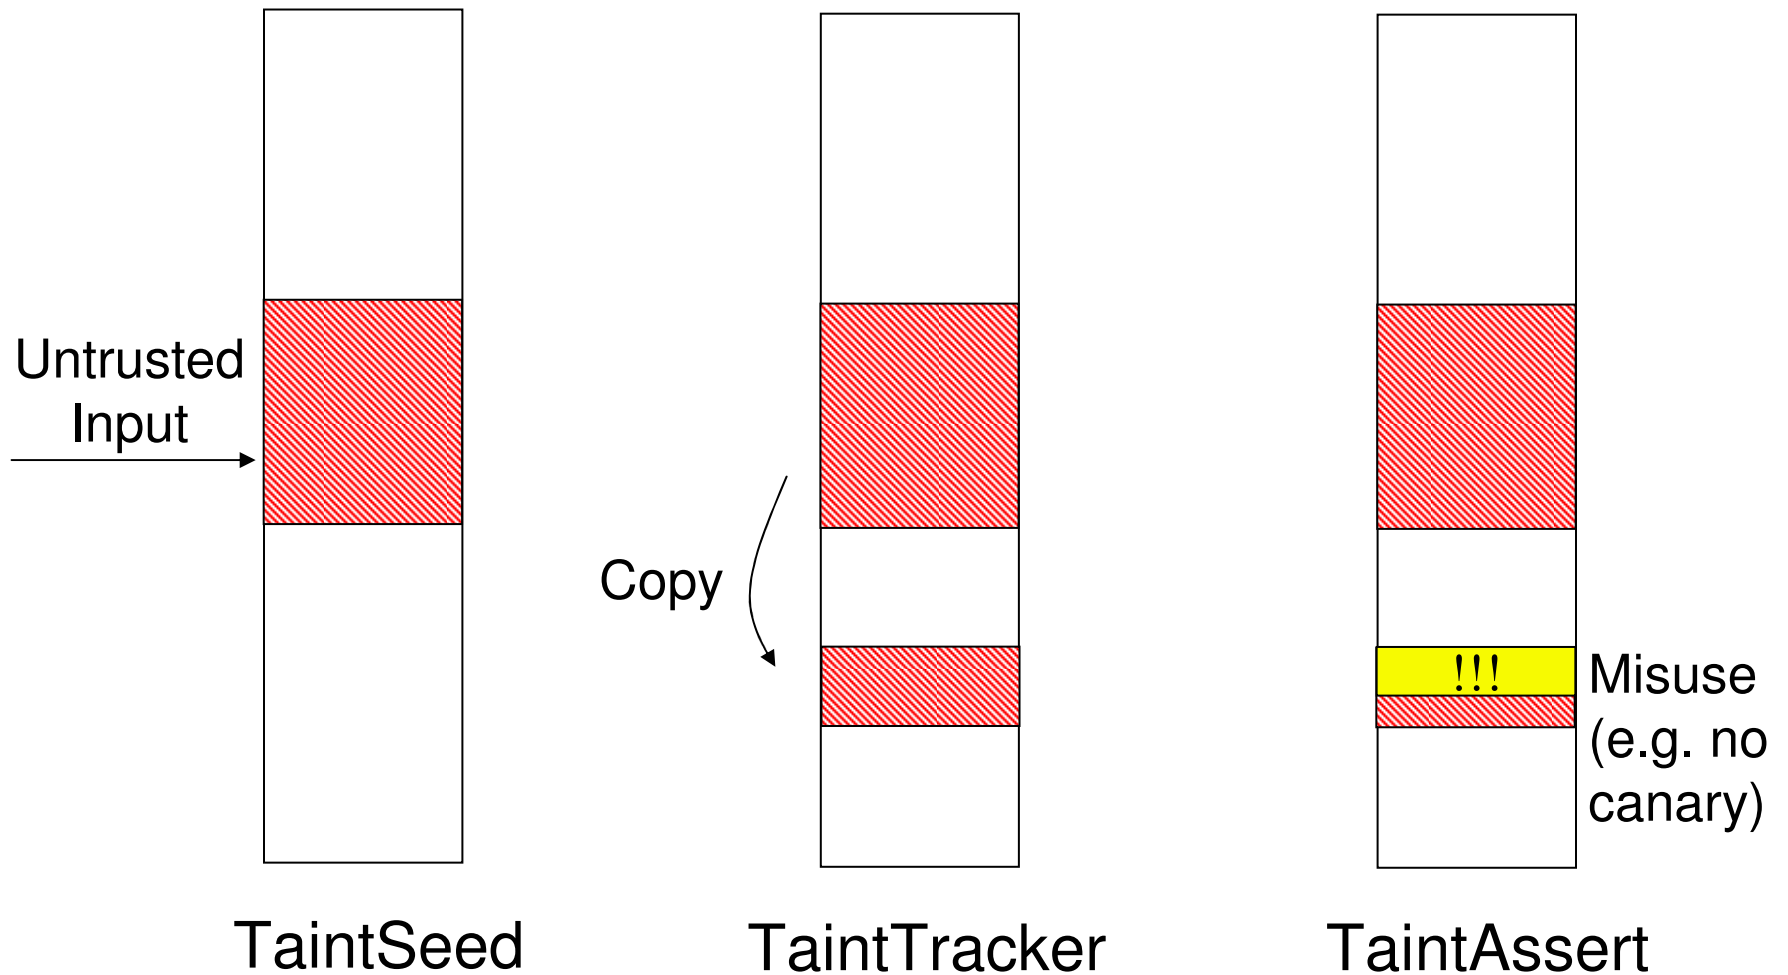 Untrusted
Input
Copy
!!!
Misuse
(e.g. no
canary)
TaintSeed
TaintTracker
TaintAssert